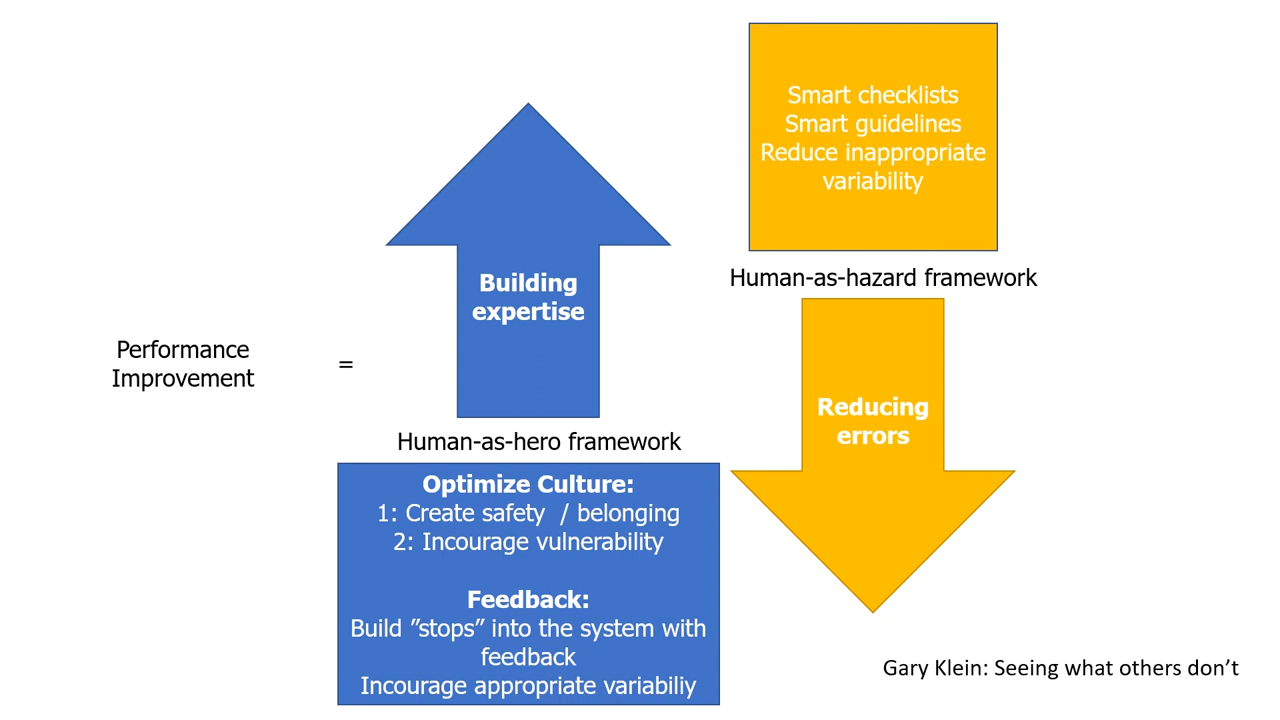 Smart checklists
Smart guidelines
Reduce inappropriate
variability
Human-as-hazard framework
Building
expertise
Performance
Improvement
=
Reducing
errors
Human-as-hero framework
Optimize Culture:
1: Create safety  / belonging
2: Incourage vulnerability
Feedback:
Build ”stops” into the system with
feedback
Incourage appropriate variabiliy
Gary Klein: Seeing what others don’t